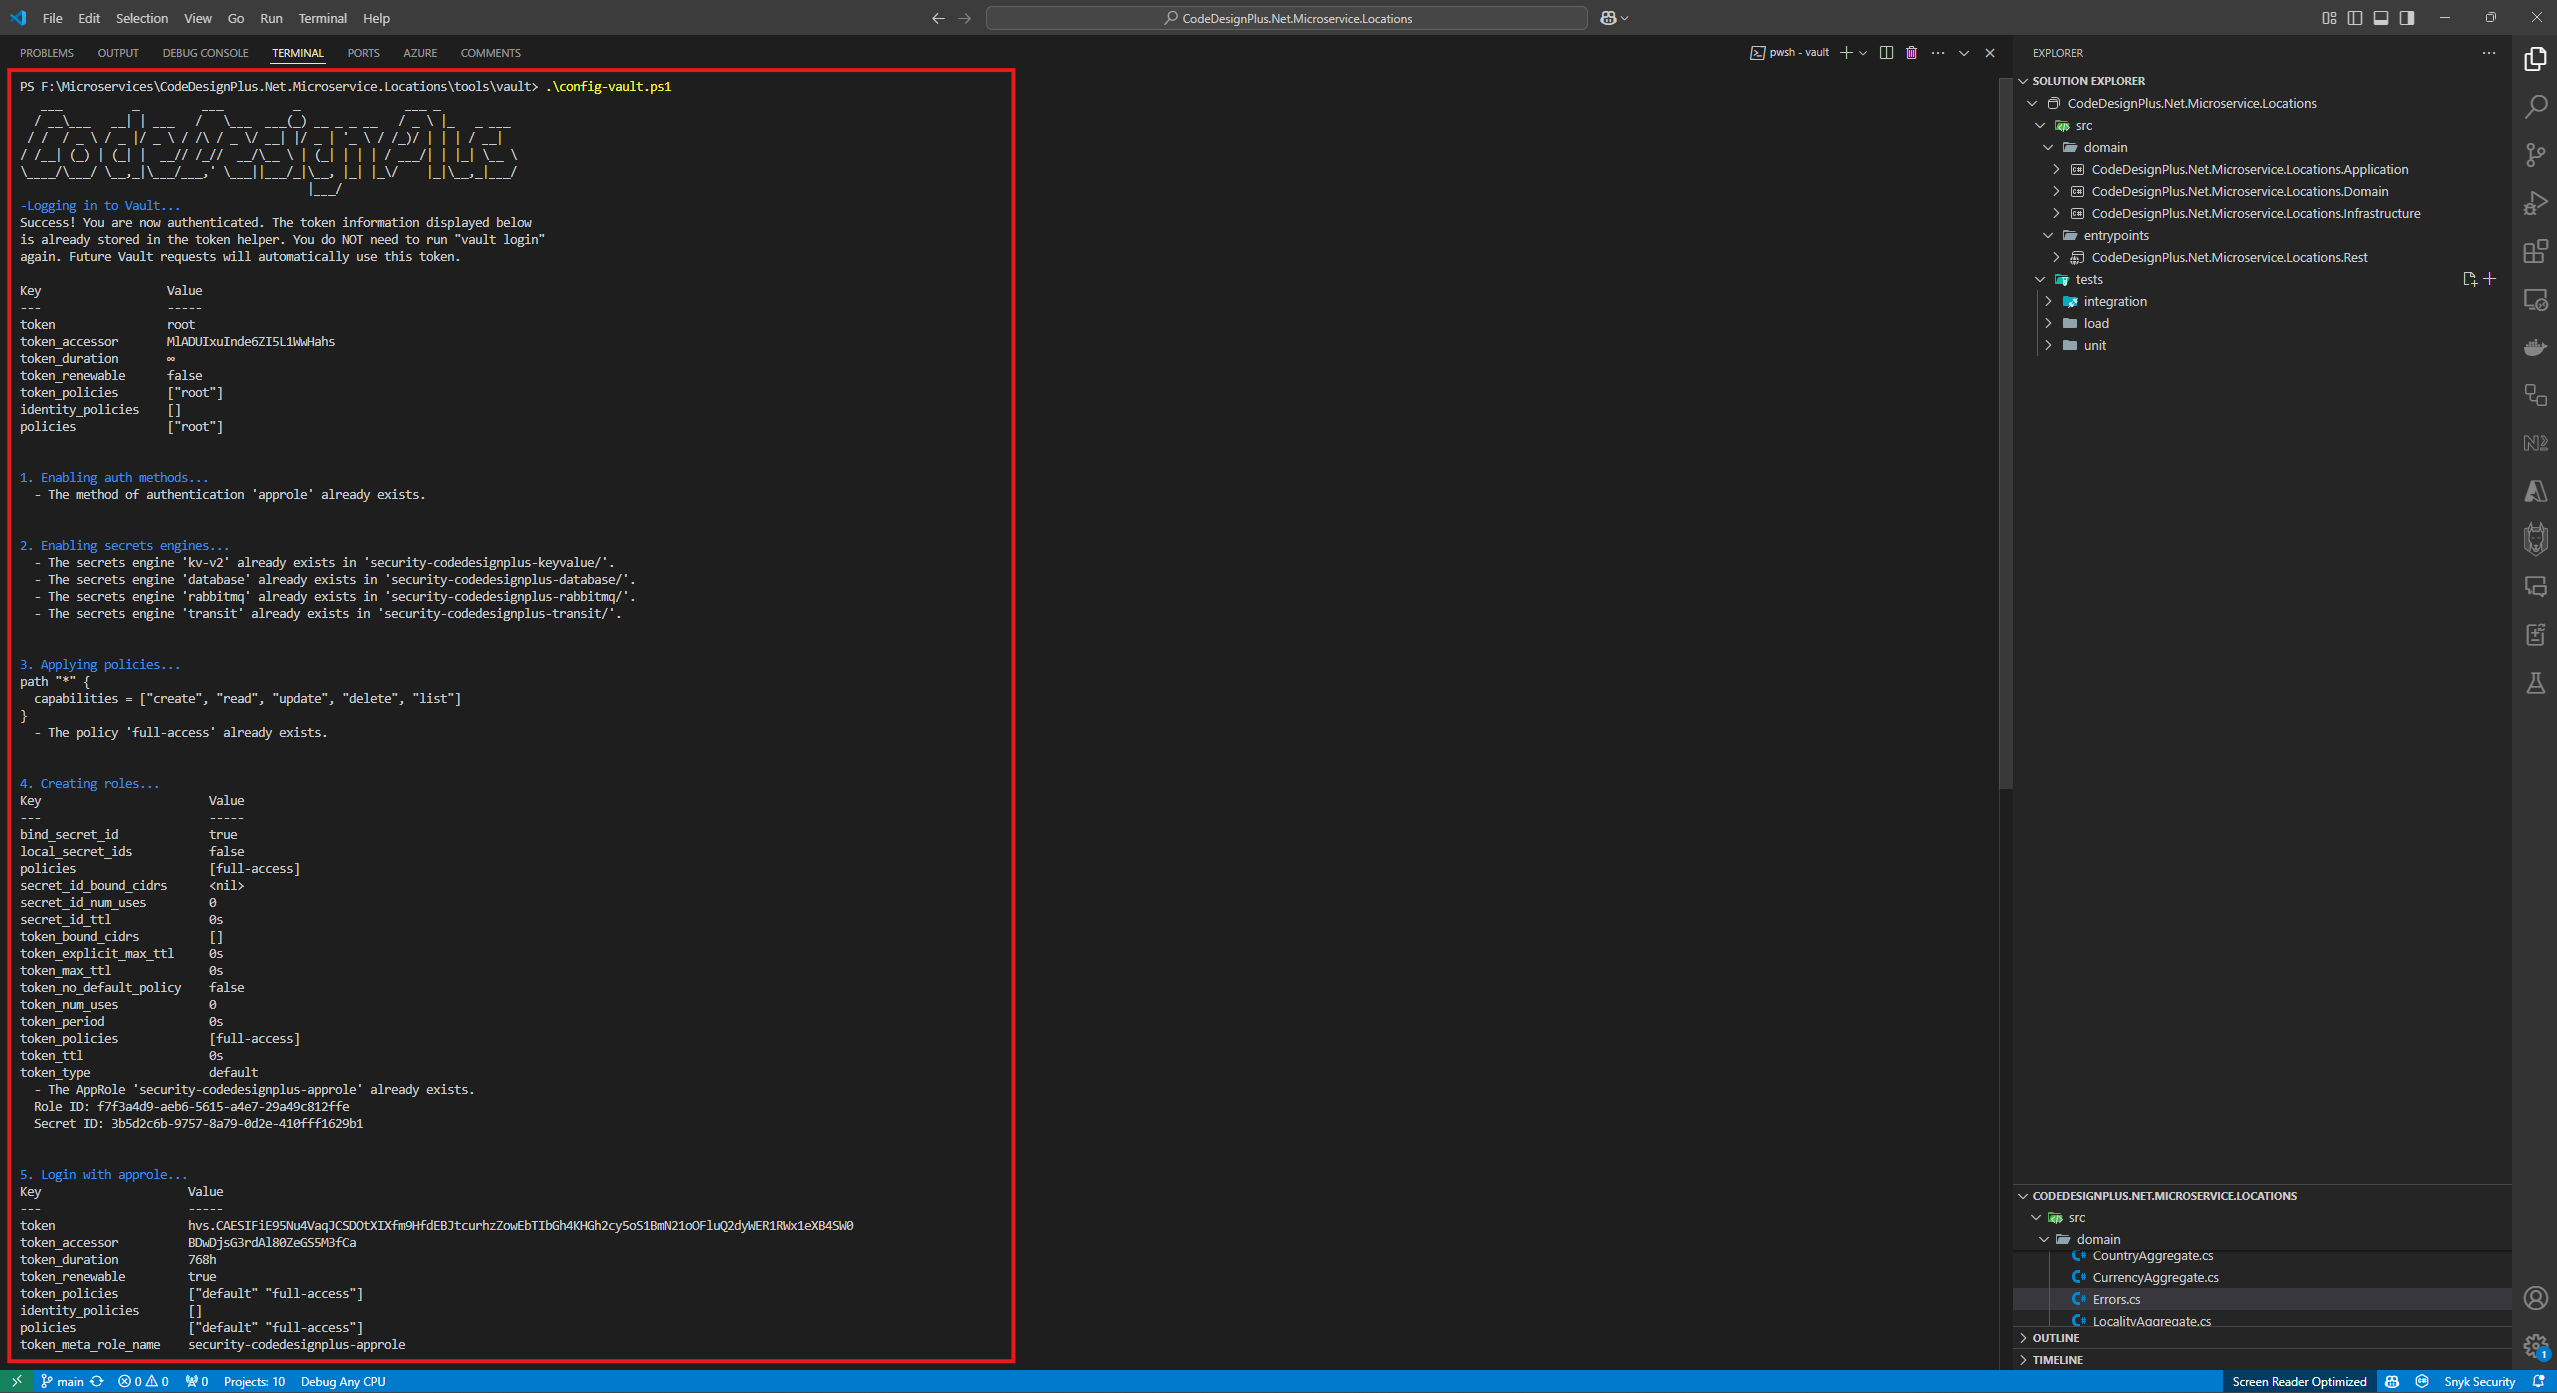 File Edit Selection View Go Run Terminal Help
CodeDesignPlus.Net.Microservice.Locations
PROBLEMS OUTPUT DEBUG CONSOLE TERMINAL PORTS AZURE COMMENTS
pwsh - vault
PS F:\Microservices\CodeDesignPlus.Net.Microservice.Locations\tools\vault> .\config-vault.ps1
CodeDesignPlus
-Logging in to Vault...
Success! You are now authenticated. The token information displayed below
is already stored in the token helper. You do NOT need to run "vault login"
again. Future Vault requests will automatically use this token.
Key Value
--- -----
token root
token_accessor MlADUIxuInde6ZI5L1WwHahs
token_duration ∞
token_renewable false
token_policies ["root"]
identity_policies []
policies ["root"]
1. Enabling auth methods...
- The method of authentication 'approle' already exists.
2. Enabling secrets engines...
- The secrets engine 'kv-v2' already exists in 'security-codedesignplus-keyvalue/'.
- The secrets engine 'database' already exists in 'security-codedesignplus-database/'.
- The secrets engine 'rabbitmq' already exists in 'security-codedesignplus-rabbitmq/'.
- The secrets engine 'transit' already exists in 'security-codedesignplus-transit/'.
3. Applying policies...
path "*" {
capabilities = ["create", "read", "update", "delete", "list"]
}
- The policy 'full-access' already exists.
4. Creating roles...
Key Value
--- -----
bind_secret_id true
local_secret_ids false
policies [full-access]
secret_id_bound_cidrs <nil>
secret_id_num_uses 0
secret_id_ttl 0s
token_bound_cidrs []
token_explicit_max_ttl 0s
token_max_ttl 0s
token_no_default_policy false
token_num_uses 0
token_period 0s
token_policies [full-access]
token_ttl 0s
token_type default
- The AppRole 'security-codedesignplus-approle' already exists.
Role ID: f7f3a4d9-aeb6-5615-a4e7-29a49c812ffe
Secret ID: 3b5d2c6b-9757-8a79-0d2e-410fff1629b1
5. Login with approle...
Key Value
--- -----
token hvs.CAESIFiE95Nu4VaqJCSDOtXIXfm9HfdEBJtcurhzZowEbTIbGh4KHGh2cy5oS1BmN21oOFluQ2dyWER1RWx1eXB4SW0
token_accessor BDwDjsG3rdAl80ZeGS5M3fCa
token_duration 768h
token_renewable true
token_policies ["default" "full-access"]
identity_policies []
policies ["default" "full-access"]
token_meta_role_name security-codedesignplus-approle
EXPLORER
SOLUTION EXPLORER
CodeDesignPlus.Net.Microservice.Locations
src
domain
CodeDesignPlus.Net.Microservice.Locations.Application
CodeDesignPlus.Net.Microservice.Locations.Domain
CodeDesignPlus.Net.Microservice.Locations.Infrastructure
entrypoints
CodeDesignPlus.Net.Microservice.Locations.Rest
tests
integration
load
unit
CODEDESIGNPLUS.NET.MICROSERVICE.LOCATIONS
src
domain
CountryAggregate.cs
CurrencyAggregate.cs
Errors.cs
LocalityAggregate.cs
OUTLINE
TIMELINE
1
main 0 0 0 Projects: 10 Debug Any CPU
Screen Reader Optimized Snyk Security